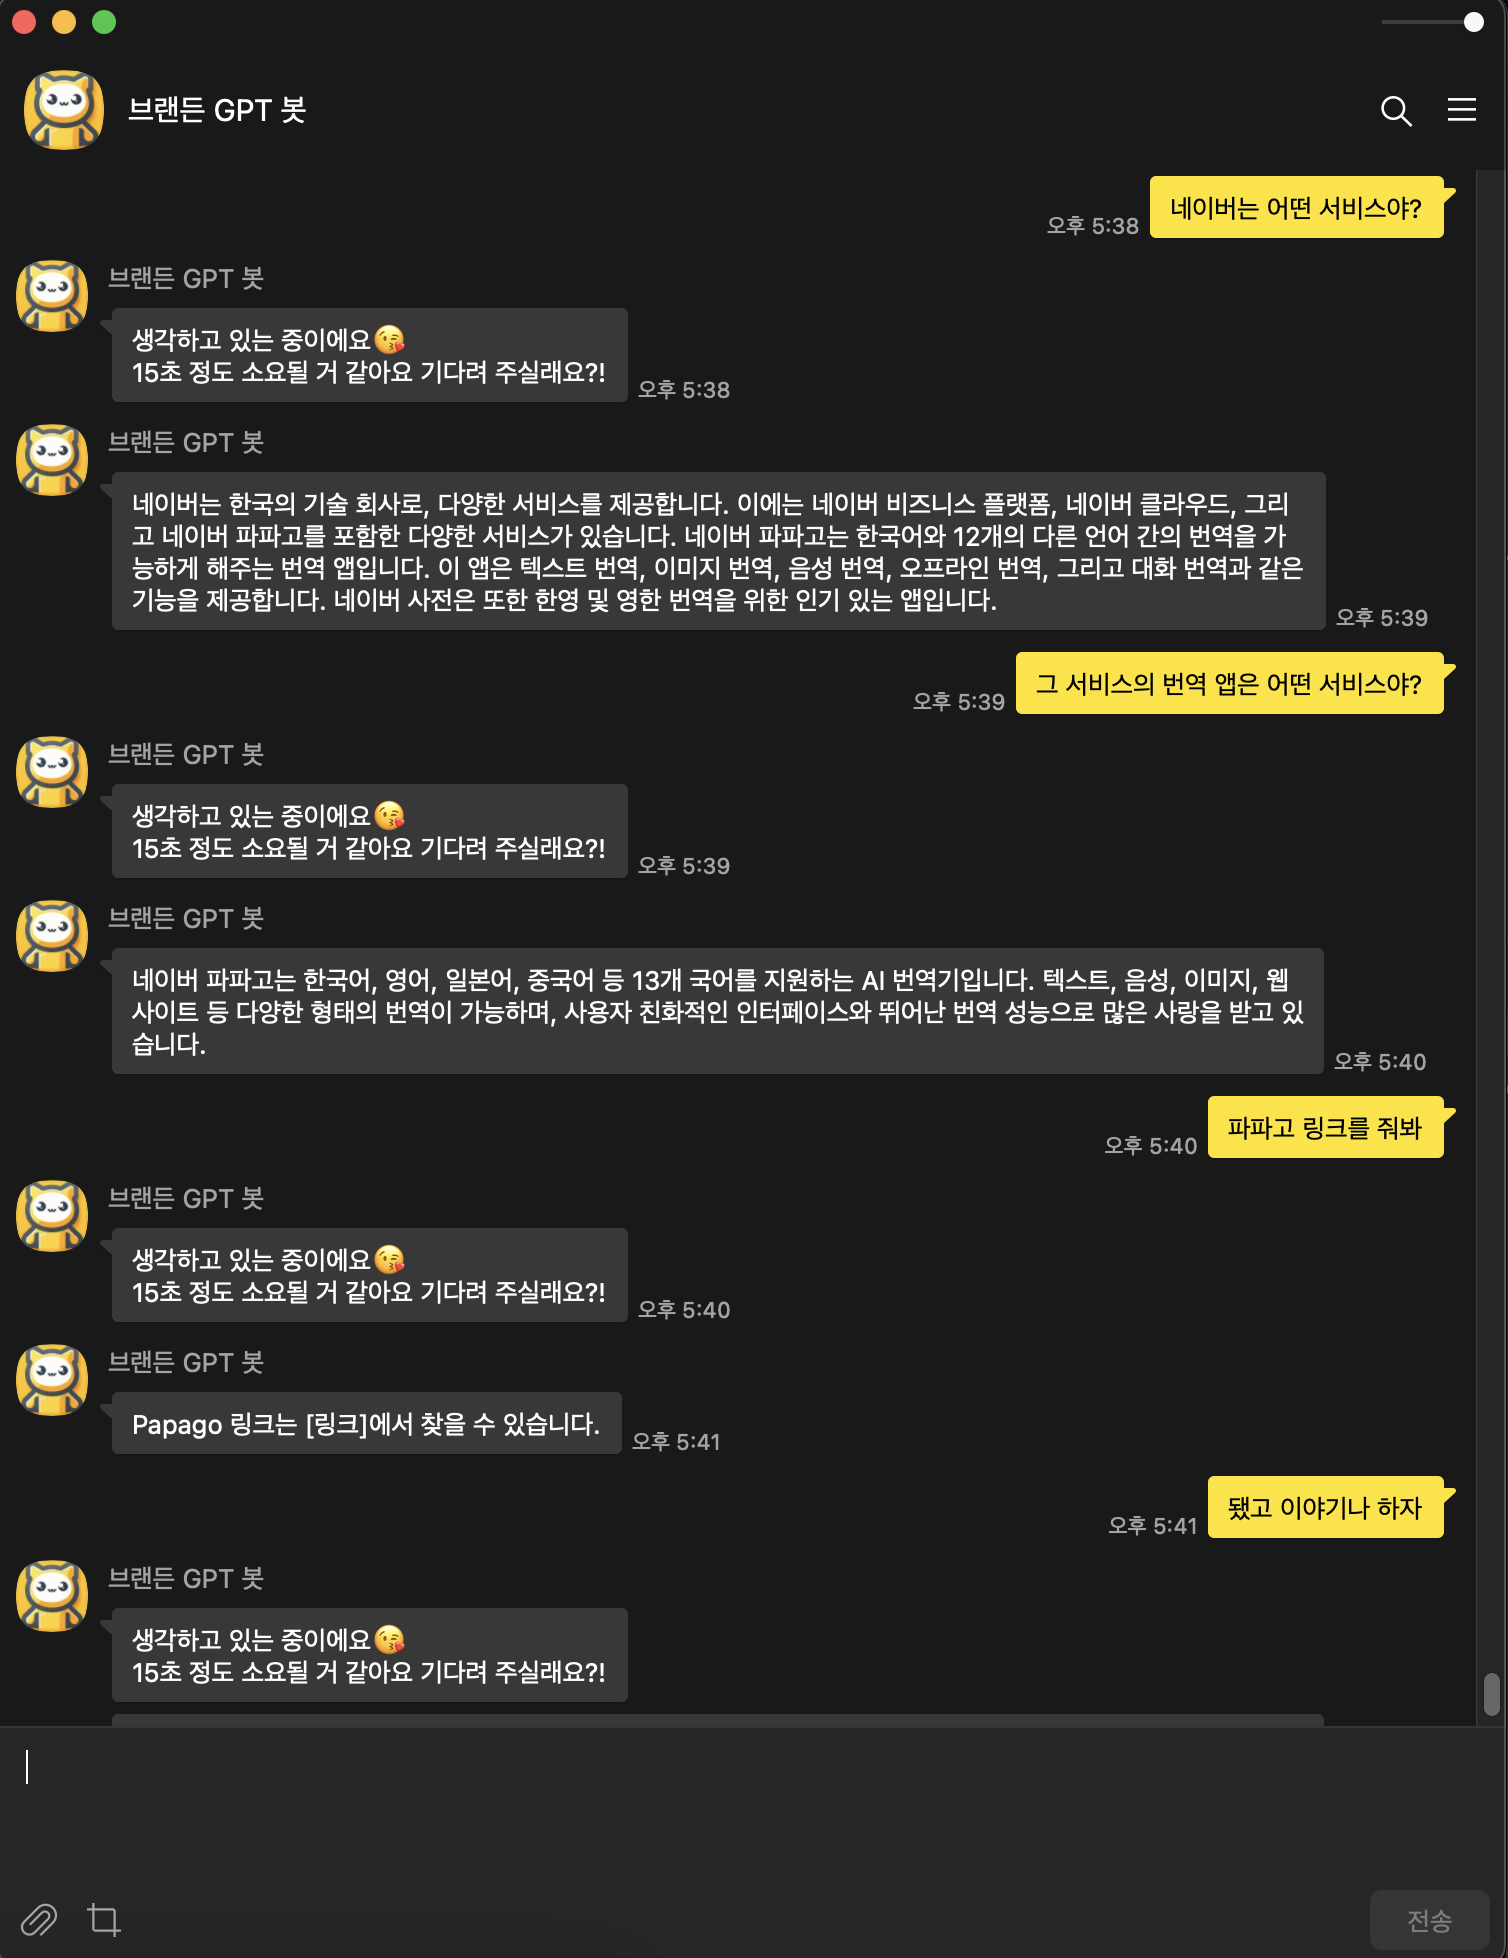 브랜든 GPT 봇
네이버는 어떤 서비스야?
오후 5:38
브랜든 GPT 봇
생각하고 있는 중이에요😘
15초 정도 소요될 거 같아요 기다려 주실래요?!
오후 5:38
브랜든 GPT 봇
네이버는 한국의 기술 회사로, 다양한 서비스를 제공합니다. 이에는 네이버 비즈니스 플랫폼, 네이버 클라우드, 그리
고 네이버 파파고를 포함한 다양한 서비스가 있습니다. 네이버 파파고는 한국어와 12개의 다른 언어 간의 번역을 가
능하게 해주는 번역 앱입니다. 이 앱은 텍스트 번역, 이미지 번역, 음성 번역, 오프라인 번역, 그리고 대화 번역과 같은
기능을 제공합니다. 네이버 사전은 또한 한영 및 영한 번역을 위한 인기 있는 앱입니다.
오후 5:39
그 서비스의 번역 앱은 어떤 서비스야?
오후 5:39
브랜든 GPT 봇
생각하고 있는 중이에요😘
15초 정도 소요될 거 같아요 기다려 주실래요?!
오후 5:39
브랜든 GPT 봇
네이버 파파고는 한국어, 영어, 일본어, 중국어 등 13개 국어를 지원하는 AI 번역기입니다. 텍스트, 음성, 이미지, 웹
사이트 등 다양한 형태의 번역이 가능하며, 사용자 친화적인 인터페이스와 뛰어난 번역 성능으로 많은 사랑을 받고 있
습니다.
오후 5:40
파파고 링크를 줘봐
오후 5:40
브랜든 GPT 봇
생각하고 있는 중이에요😘
15초 정도 소요될 거 같아요 기다려 주실래요?!
오후 5:40
브랜든 GPT 봇
Papago 링크는 [링크]에서 찾을 수 있습니다.
오후 5:41
됐고 이야기나 하자
오후 5:41
브랜든 GPT 봇
생각하고 있는 중이에요😘
15초 정도 소요될 거 같아요 기다려 주실래요?!
전송